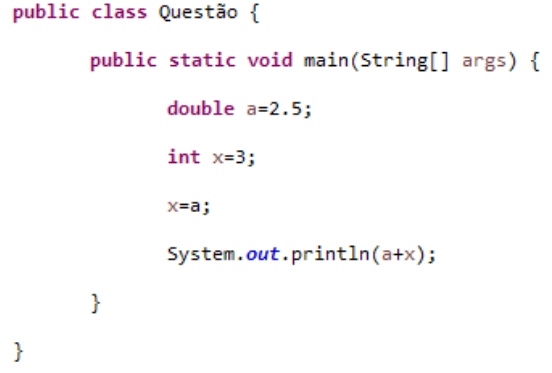 public class Questão {
public static void main(String[] args) {
double a=2.5;
int x=3;
x=a;
System.out.println(a+x);
}
}